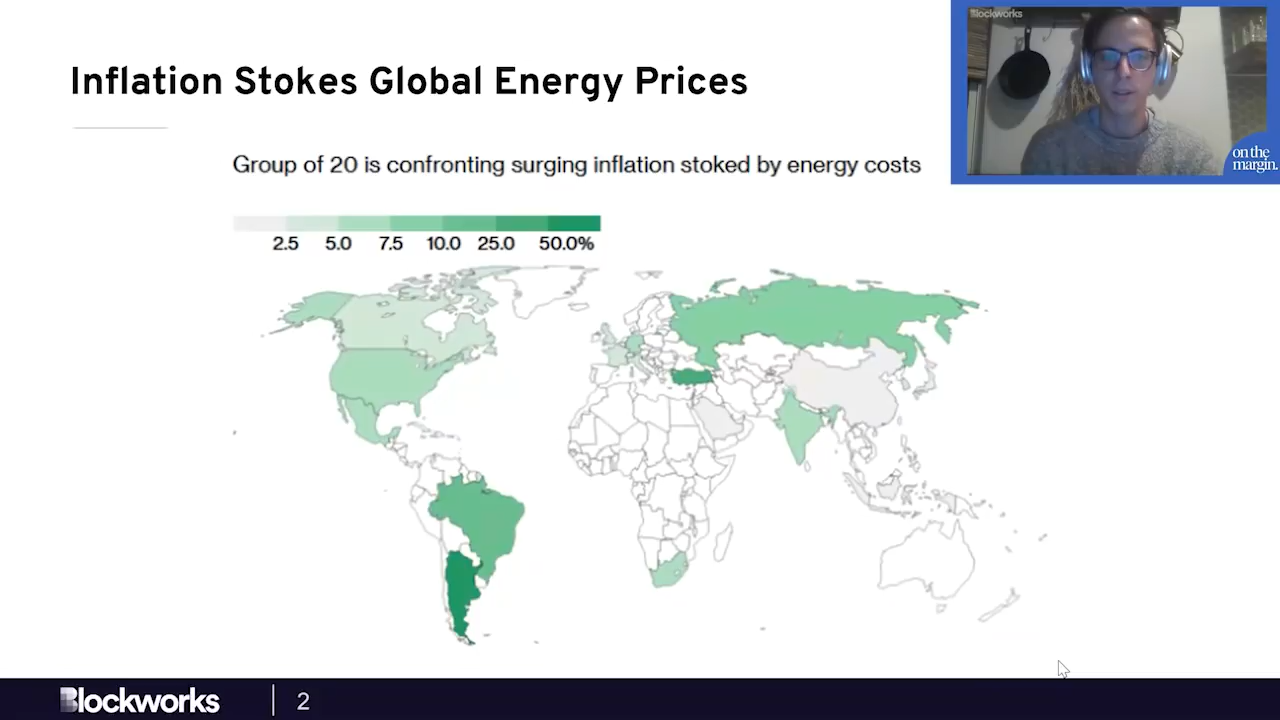 Inflation Stokes Global Energy Prices
Blockworks
on the
margin.
Group of 20 is confronting surging inflation stoked by energy costs
2.5 5.0 7.5 10.0 25.0 50.0%
Blockworks 2